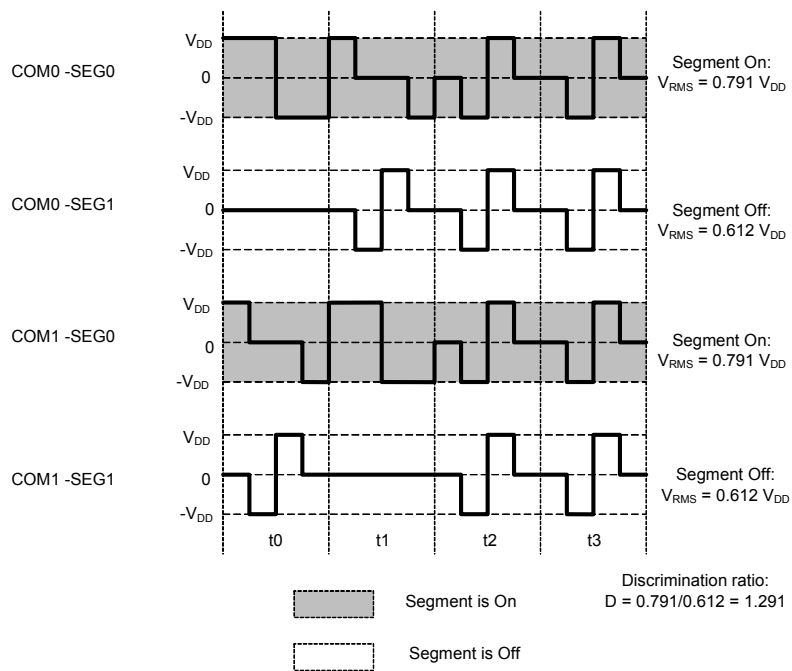 V_DD
COM0 -SEG0
0
-V_DD
Segment On:
V_RMS = 0.791 V_DD
V_DD
COM0 -SEG1
0
-V_DD
Segment Off:
V_RMS = 0.612 V_DD
V_DD
COM1 -SEG0
0
-V_DD
Segment On:
V_RMS = 0.791 V_DD
V_DD
COM1 -SEG1
0
-V_DD
Segment Off:
V_RMS = 0.612 V_DD
t0 t1 t2 t3
Segment is On
Discrimination ratio:
D = 0.791/0.612 = 1.291
Segment is Off